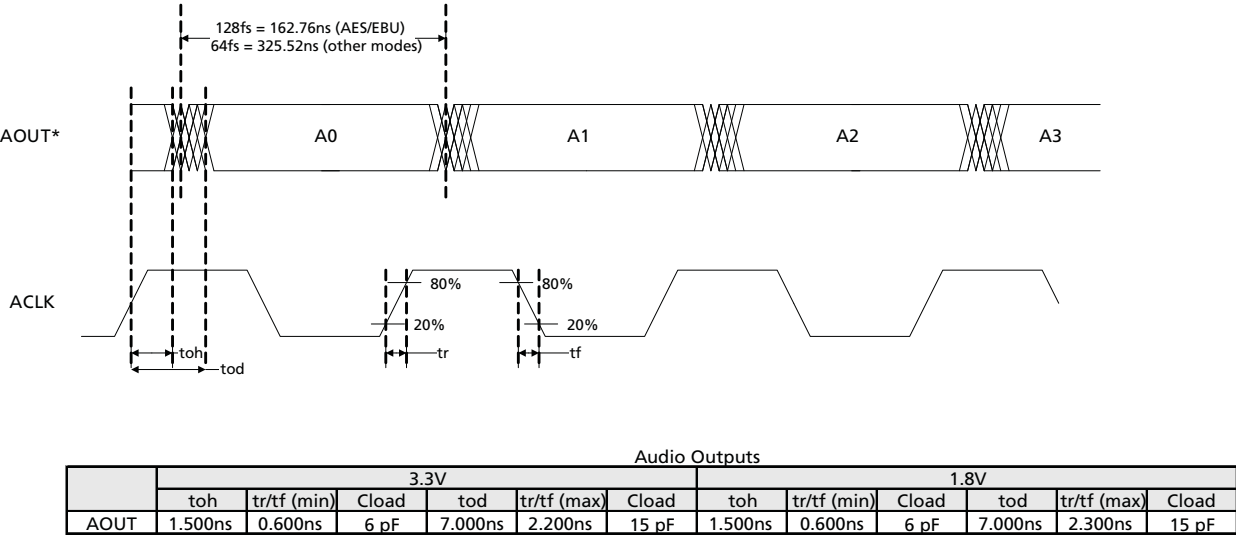 128fs = 162.76ns (AES/EBU)
64fs = 325.52ns (other modes)
AOUT*
A0
A1
A2
A3
ACLK
80%
80%
20%
20%
toh
tr
tf
tod
Audio Outputs
3.3V 1.8V
toh tr/tf (min) Cload tod tr/tf (max) Cload toh tr/tf (min) Cload tod tr/tf (max) Cload
AOUT 1.500ns 0.600ns 6 pF 7.000ns 2.200ns 15 pF 1.500ns 0.600ns 6 pF 7.000ns 2.300ns 15 pF